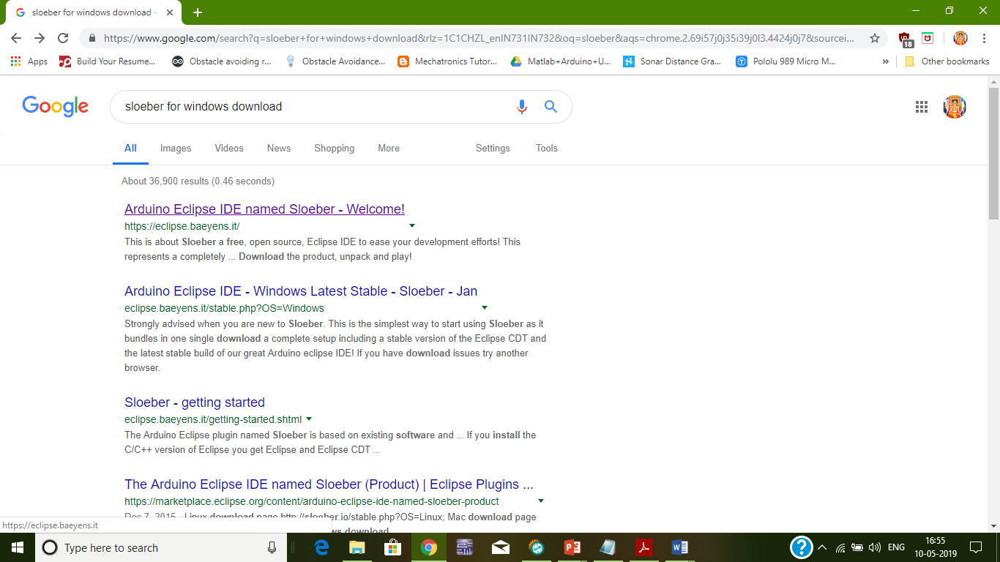 sloeber for windows download -
https://www.google.com/search?q=sloeber+for+windows+download&rlz=1C1CHZL_enIN731IN732&oq=sloeber&aqs=chrome.2.69i57j0j35i39j0l3.4424j0j7&sourcei...
18
Apps Build Your Resume... Obstacle avoiding r... Obstacle Avoidance... Mechatronics Tutor... Matlab+Arduino+U... Sonar Distance Gra... Pololu 989 Micro M... » Other bookmarks
Google sloeber for windows download
All Images Videos News Shopping More Settings Tools
About 36,900 results (0.46 seconds)
Arduino Eclipse IDE named Sloeber - Welcome!
https://eclipse.baeyens.it/
This is about Sloeber a free, open source, Eclipse IDE to ease your development efforts! This
represents a completely ... Download the product, unpack and play!
Arduino Eclipse IDE - Windows Latest Stable - Sloeber - Jan
eclipse.baeyens.it/stable.php?OS=Windows
Strongly advised when you are new to Sloeber. This is the simplest way to start using Sloeber as it
bundles in one single download a complete setup including a stable version of the Eclipse CDT and
the latest stable build of our great Arduino eclipse IDE! If you have download issues try another
browser.
Sloeber - getting started
eclipse.baeyens.it/getting-started.shtml
The Arduino Eclipse plugin named Sloeber is based on existing software and ... If you install the
C/C++ version of Eclipse you get Eclipse and Eclipse CDT ...
The Arduino Eclipse IDE named Sloeber (Product) | Eclipse Plugins ...
https://marketplace.eclipse.org/content/arduino-eclipse-ide-named-sloeber-product
Dec 7, 2015 - Linux download page http://sloeber.io/stable.php?OS=Linux; Mac download page
download
https://eclipse.baeyens.it
Type here to search
ENG
16:55
10-05-2019